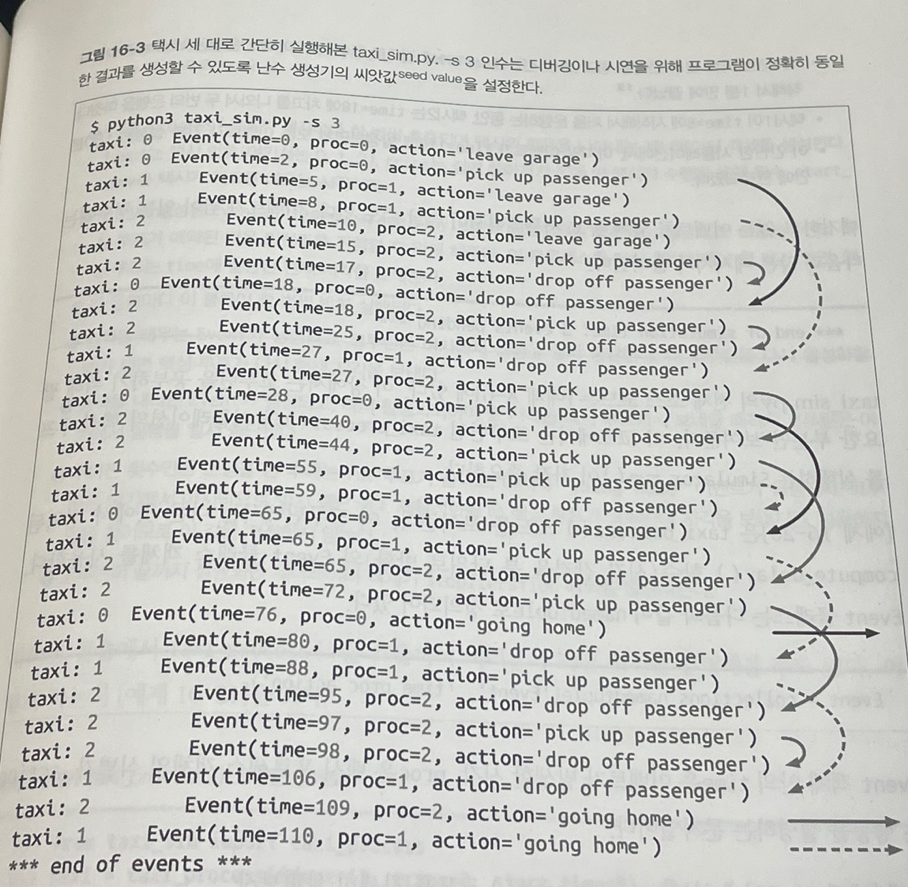 그림 16-3 택시 세 대로 간단히 실행해본 taxi_sim.py. -s 3 인수는 디버깅이나 시연을 위해 프로그램이 정확히 동일
한 결과를 생성할 수 있도록 난수 생성기의 씨앗값seed value을 설정한다.
$ python3 taxi_sim.py -s 3
taxi: 0 Event(time=0, proc=0, action='leave garage')
taxi: 0 Event(time=2, proc=0, action='pick up passenger')
taxi: 1 Event(time=5, proc=1, action='leave garage')
taxi: 1 Event(time=8, proc=1, action='pick up passenger')
taxi: 2 Event(time=10, proc=2, action='leave garage')
taxi: 2 Event(time=15, proc=2, action='pick up passenger')
taxi: 2 Event(time=17, proc=2, action='drop off passenger')
taxi: 0 Event(time=18, proc=0, action='drop off passenger')
taxi: 2 Event(time=18, proc=2, action='pick up passenger')
taxi: 2 Event(time=25, proc=2, action='drop off passenger')
taxi: 1 Event(time=27, proc=1, action='drop off passenger')
taxi: 2 Event(time=27, proc=2, action='pick up passenger')
taxi: 0 Event(time=28, proc=0, action='pick up passenger')
taxi: 2 Event(time=40, proc=2, action='drop off passenger')
taxi: 2 Event(time=44, proc=2, action='pick up passenger')
taxi: 1 Event(time=55, proc=1, action='pick up passenger')
taxi: 1 Event(time=59, proc=1, action='drop off passenger')
taxi: 0 Event(time=65, proc=0, action='drop off passenger')
taxi: 1 Event(time=65, proc=1, action='pick up passenger')
taxi: 2 Event(time=65, proc=2, action='drop off passenger')
taxi: 2 Event(time=72, proc=2, action='pick up passenger')
taxi: 0 Event(time=76, proc=0, action='going home')
taxi: 1 Event(time=80, proc=1, action='drop off passenger')
taxi: 1 Event(time=88, proc=1, action='pick up passenger')
taxi: 2 Event(time=95, proc=2, action='drop off passenger')
taxi: 2 Event(time=97, proc=2, action='pick up passenger')
taxi: 2 Event(time=98, proc=2, action='drop off passenger')
taxi: 1 Event(time=106, proc=1, action='drop off passenger')
taxi: 2 Event(time=109, proc=2, action='going home')
taxi: 1 Event(time=110, proc=1, action='going home')
*** end of events ***